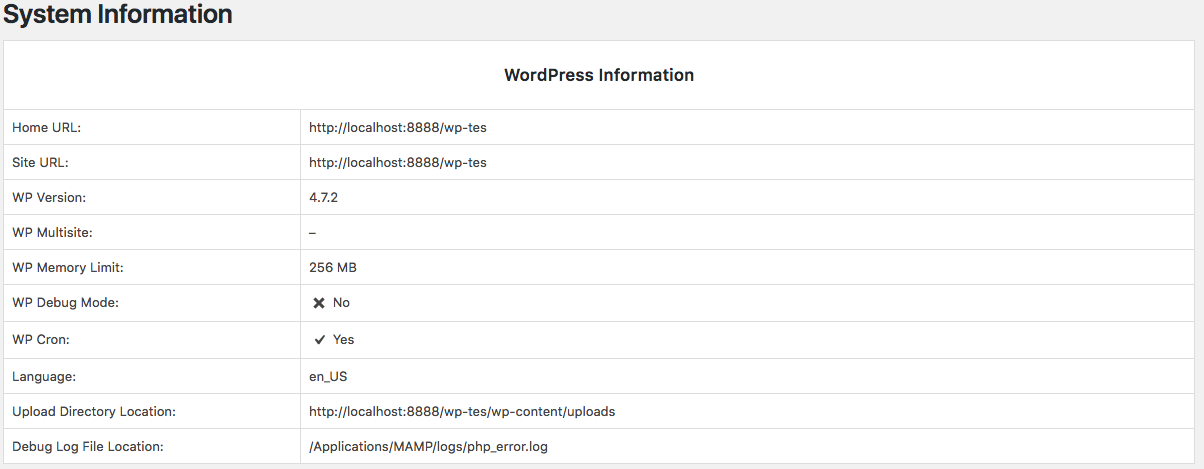 System Information
WordPress Information
Home URL: http://localhost:8888/wp-tes
Site URL: http://localhost:8888/wp-tes
WP Version: 4.7.2
WP Multisite: –
WP Memory Limit: 256 MB
WP Debug Mode: ✖ No
WP Cron: ✔ Yes
Language: en_US
Upload Directory Location: http://localhost:8888/wp-tes/wp-content/uploads
Debug Log File Location: /Applications/MAMP/logs/php_error.log